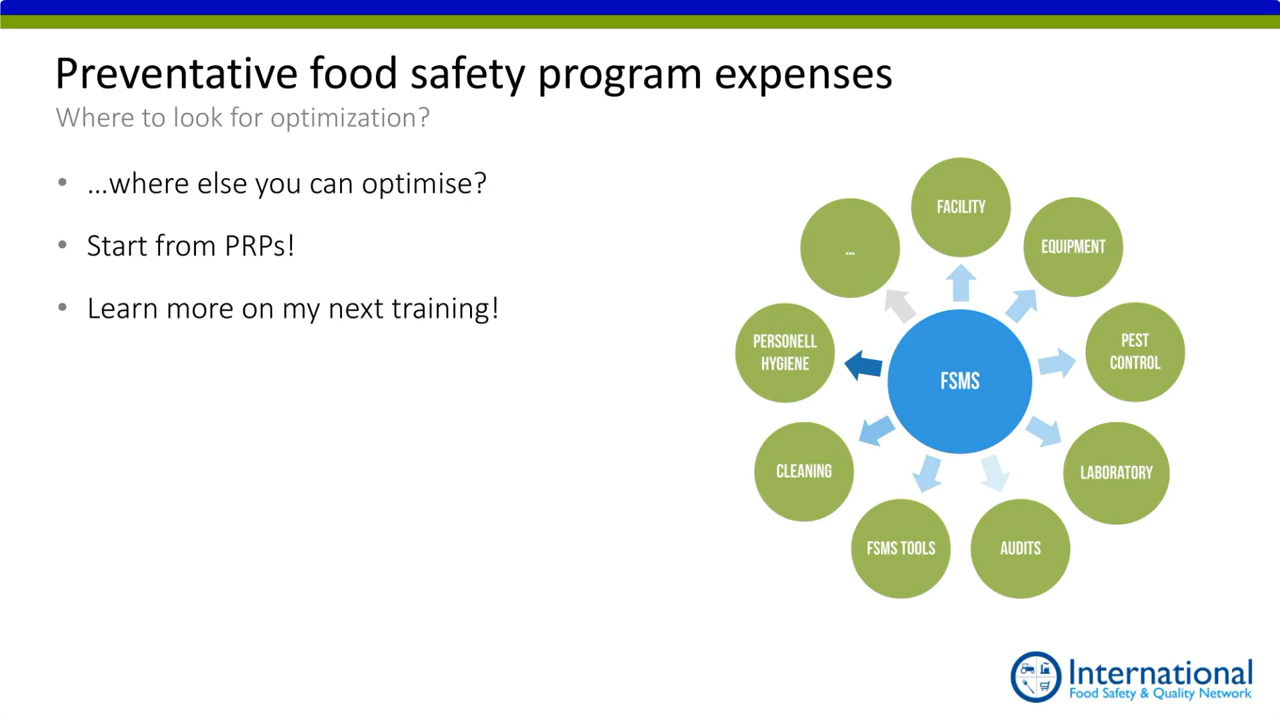 Preventative food safety program expenses
Where to look for optimization?
• …where else you can optimise?
• Start from PRPs!
• Learn more on my next training!
FACILITY
EQUIPMENT
PEST
CONTROL
LABORATORY
AUDITS
FSMS TOOLS
CLEANING
PERSONELL
HYGIENE
...
FSMS
International
Food Safety & Quality Network